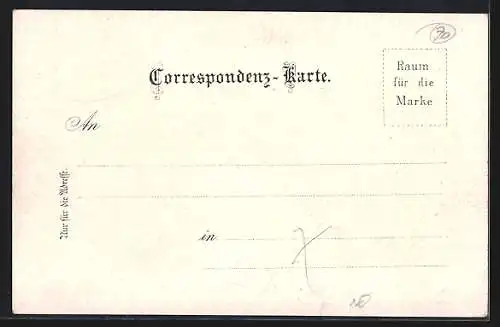 Correspondenz-Karte.
Raum
für die
Marke
An
Nur für die Adresse.
in